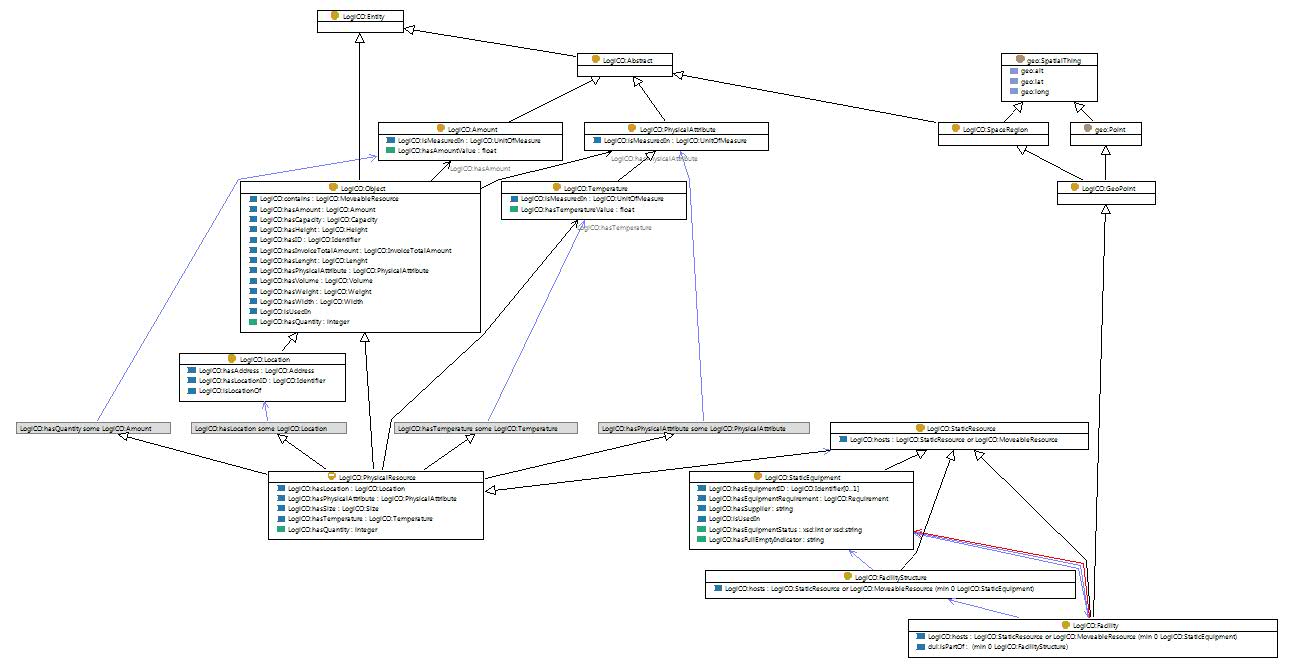 LogiCO:Entity
LogiCO:Abstract
geo:SpatialThing
geo:alt
geo:lat
geo:long
LogiCO:Amount
LogiCO:isMeasuredIn : LogiCO:UnitOfMeasure
LogiCO:hasAmountValue : float
LogiCO:PhysicalAttribute
LogiCO:isMeasuredIn : LogiCO:UnitOfMeasure
LogiCO:SpaceRegion
geo:Point
LogiCO:hasPhysicalAttribute
LogiCO:hasAmount
LogiCO:Object
LogiCO:contains : LogiCO:MoveableResource
LogiCO:hasAmount : LogiCO:Amount
LogiCO:hasCapacity : LogiCO:Capacity
LogiCO:hasHeight : LogiCO:Height
LogiCO:hasID : LogiCO:Identifier
LogiCO:hasInvoiceTotalAmount : LogiCO:InvoiceTotalAmount
LogiCO:hasLenght : LogiCO:Lenght
LogiCO:hasPhysicalAttribute : LogiCO:PhysicalAttribute
LogiCO:hasVolume : LogiCO:Volume
LogiCO:hasWeight : LogiCO:Weight
LogiCO:hasWidth : LogiCO:Width
LogiCO:isUsedIn
LogiCO:hasQuantity : integer
LogiCO:Temperature
LogiCO:isMeasuredIn : LogiCO:UnitOfMeasure
LogiCO:hasTemperatureValue : float
LogiCO:GeoPoint
LogiCO:hasTemperature
LogiCO:Location
LogiCO:hasAddress : LogiCO:Address
LogiCO:hasLocationID : LogiCO:Identifier
LogiCO:isLocationOf
LogiCO:hasQuantity some LogiCO:Amount
LogiCO:hasLocation some LogiCO:Location
LogiCO:hasTemperature some LogiCO:Temperature
LogiCO:hasPhysicalAttribute some LogiCO:PhysicalAttribute
LogiCO:StaticResource
LogiCO:hosts : LogiCO:StaticResource or LogiCO:MoveableResource
LogiCO:PhysicalResource
LogiCO:hasLocation : LogiCO:Location
LogiCO:hasPhysicalAttribute : LogiCO:PhysicalAttribute
LogiCO:hasSize : LogiCO:Size
LogiCO:hasTemperature : LogiCO:Temperature
LogiCO:hasQuantity : integer
LogiCO:StaticEquipment
LogiCO:hasEquipmentID : LogiCO:Identifier[0..1]
LogiCO:hasEquipmentRequirement : LogiCO:Requirement
LogiCO:hasSupplier : string
LogiCO:isUsedIn
LogiCO:hasEquipmentStatus : xsd:int or xsd:string
LogiCO:hasFullEmptyIndicator : string
LogiCO:FacilityStructure
LogiCO:hosts : LogiCO:StaticResource or LogiCO:MoveableResource (min 0 LogiCO:StaticEquipment)
LogiCO:Facility
LogiCO:hosts : LogiCO:StaticResource or LogiCO:MoveableResource (min 0 LogiCO:StaticEquipment)
dul:isPartOf : (min 0 LogiCO:FacilityStructure)